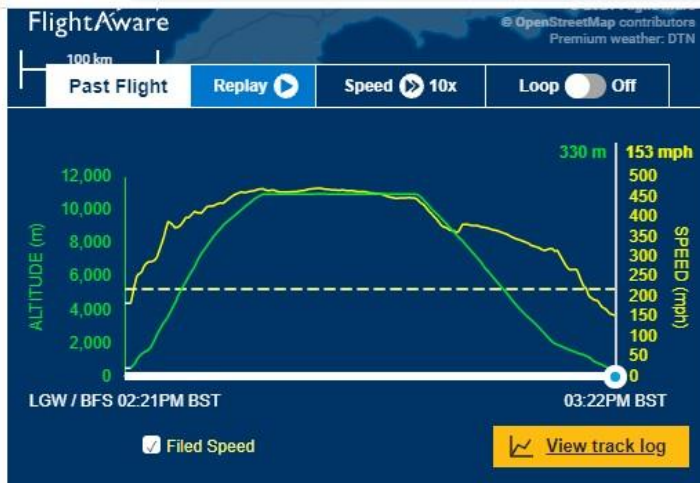 FlightAware
© OpenStreetMap contributors
Premium weather: DTN
100 km
Past Flight
Replay
Speed 10x
Loop Off
330 m 153 mph
12,000
10,000
8,000
6,000
4,000
2,000
0
ALTITUDE (m)
500
450
400
350
300
250
200
150
100
50
0
SPEED (mph)
LGW / BFS 02:21PM BST
03:22PM BST
Filed Speed
View track log